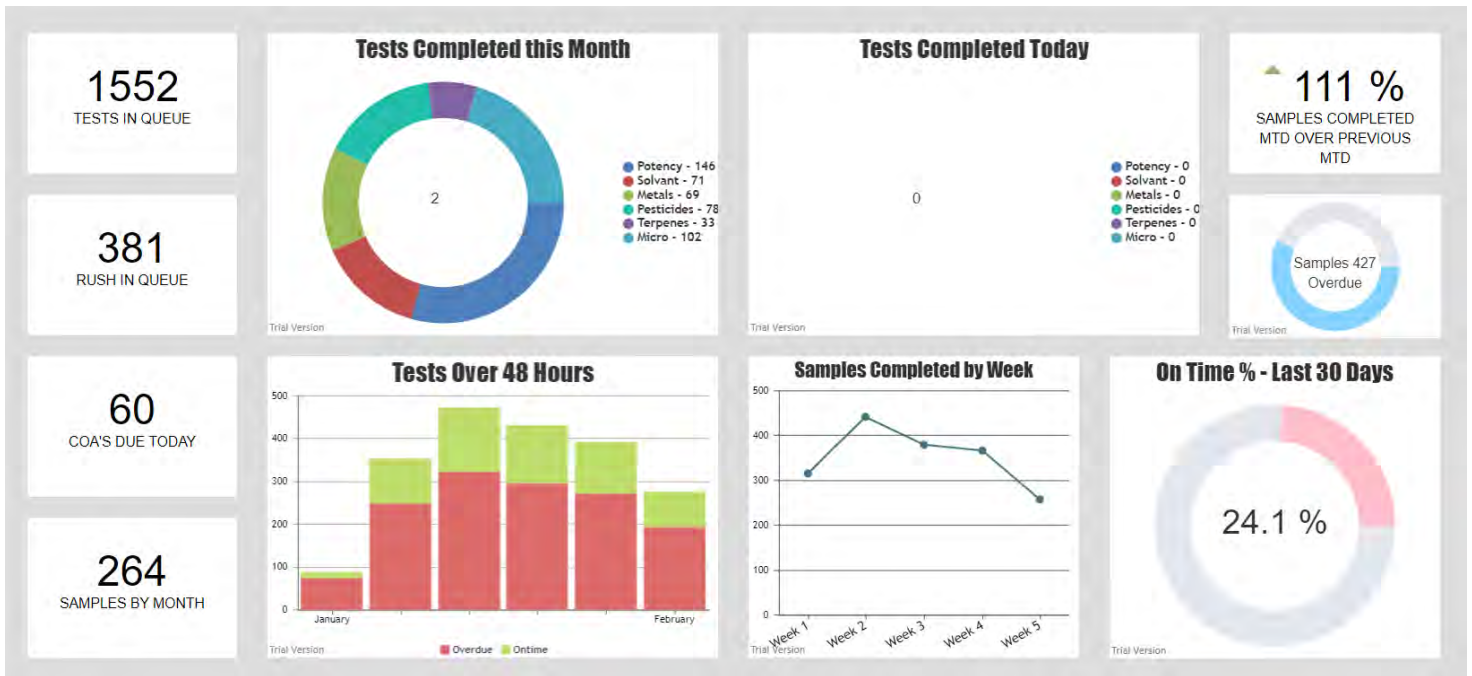 1552
TESTS IN QUEUE
381
RUSH IN QUEUE
60
COA'S DUE TODAY
264
SAMPLES BY MONTH
Tests Completed this Month
2
Potency - 146
Solvant - 71
Metals - 69
Pesticides - 78
Terpenes - 33
Micro - 102
Trial Version
Tests Completed Today
0
Potency - 0
Solvant - 0
Metals - 0
Pesticides - 0
Terpenes - 0
Micro - 0
Trial Version
111 %
SAMPLES COMPLETED
MTD OVER PREVIOUS
MTD
Samples 427
Overdue
Trial Version
Tests Over 48 Hours
500
400
300
200
100
0
January
February
Overdue Ontime
Trial Version
Samples Completed by Week
500
400
300
200
100
0
Week 1
Week 2
Week 3
Week 4
Week 5
Trial Version
On Time % - Last 30 Days
24.1 %
Trial Version